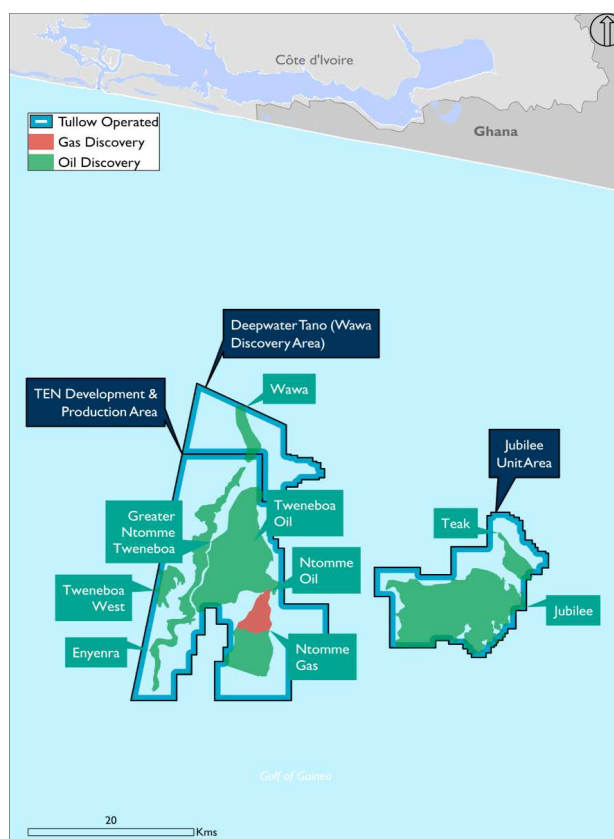 Côte d'Ivoire
Ghana
Tullow Operated
Gas Discovery
Oil Discovery
Deepwater Tano (Wawa
Discovery Area)
TEN Development &
Production Area
Wawa
Jubilee
Unit Area
Greater
Ntomme
Tweneboa
Tweneboa
Oil
Teak
Ntomme
Oil
Tweneboa
West
Jubilee
Enyenra
Ntomme
Gas
Gulf of Guinea
20
Kms